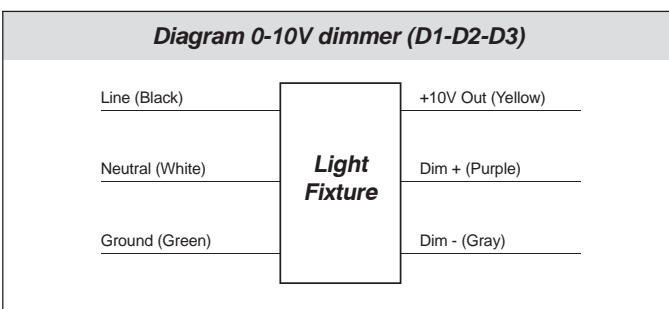 Diagram 0-10V dimmer (D1-D2-D3)
Line (Black)
+10V Out (Yellow)
Neutral (White)
Light
Fixture
Dim + (Purple)
Ground (Green)
Dim - (Gray)